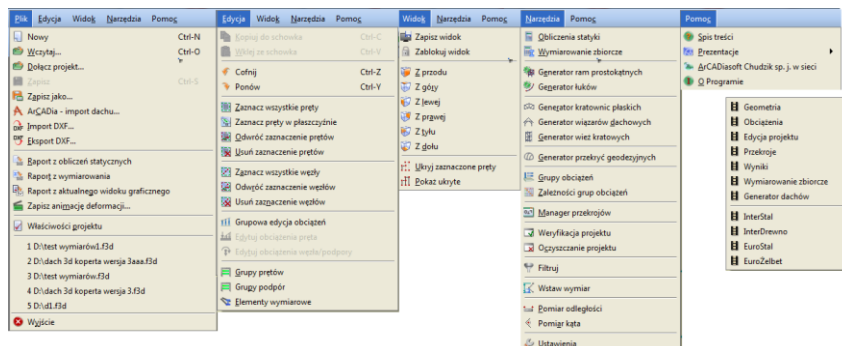 Plik Edycja Widok Narzędzia Pomoc
Nowy Ctrl-N
Wczytaj... Ctrl-O
Dołącz projekt...
Zapisz Ctrl-S
Zapisz jako...
ArCADia - import dachu...
Import DXF...
Eksport DXF...
Raport z obliczeń statycznych
Raport z wymiarowania
Raport z aktualnego widoku graficznego
Zapisz animację deformacji...
Właściwości projektu
1 D:\test wymiarów1.f3d
2 D:\dach 3d koperta wersja 3aaa.f3d
3 D:\test wymiarów.f3d
4 D:\dach 3d koperta wersja 3.f3d
5 D:\d1.f3d
Wyjście
Edycja Widok Narzędzia Pomoc
Kopiuj do schowka Ctrl-C
Wklej ze schowka Ctrl-V
Cofnij Ctrl-Z
Ponów Ctrl-Y
Zaznacz wszystkie pręty
Zaznacz pręty w płaszczyźnie
Odwróć zaznaczenie prętów
Usuń zaznaczenie prętów
Zaznacz wszystkie węzły
Odwróć zaznaczenie węzłów
Usuń zaznaczenie węzłów
Grupowa edycja obciążeń
Edytuj obciążenia pręta
Edytuj obciążenia węzła/podpory
Grupy prętów
Grupy podpór
Elementy wymiarowe
Widok Narzędzia Pomoc
Zapisz widok
Zablokuj widok
Z przodu
Z góry
Z lewej
Z prawej
Z tyłu
Z dołu
Ukryj zaznaczone pręty
Pokaż ukryte
Narzędzia Pomoc
Obliczenia statyki
Wymiarowanie zbiorcze
Generator ram prostokątnych
Generator łuków
Generator kratownic płaskich
Generator wiązarów dachowych
Generator wież kratowych
Generator przekryć geodezyjnych
Grupy obciążeń
Zależności grup obciążeń
Manager przekrojów
Weryfikacja projektu
Oczyszczanie projektu
Filtruj
Wstaw wymiar
Pomiar odległości
Pomiar kąta
Ustawienia
Pomoc
Spis treści
Prezentacje
ArCADiasoft Chudzik sp. j. w sieci
O Programie
Geometria
Obciążenia
Edycja projektu
Przekroje
Wyniki
Wymiarowanie zbiorcze
Generator dachów
InterStal
InterDrewno
EuroStal
EuroŻelbet